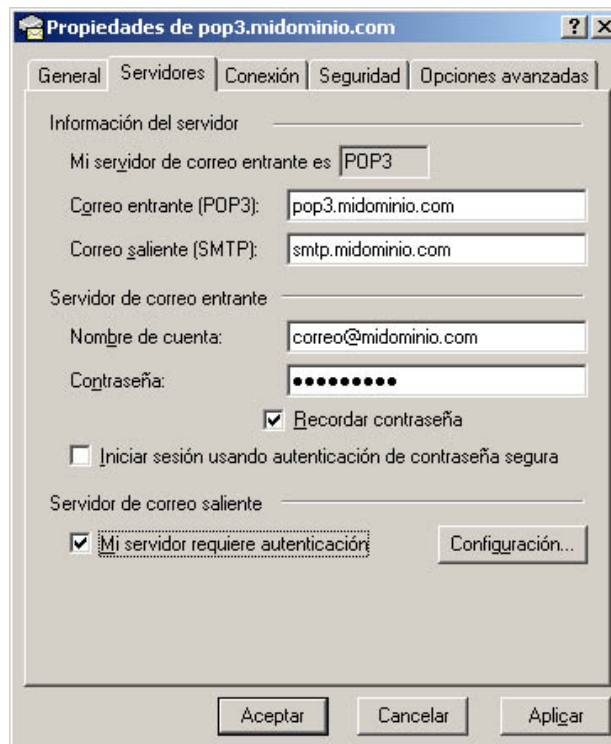 Propiedades de pop3.midominio.com
General Servidores Conexión Seguridad Opciones avanzadas
Información del servidor
Mi servidor de correo entrante es POP3
Correo entrante (POP3): pop3.midominio.com
Correo saliente (SMTP): smtp.midominio.com
Servidor de correo entrante
Nombre de cuenta: correo@midominio.com
Contraseña: ●●●●●●●●●
Recordar contraseña
Iniciar sesión usando autenticación de contraseña segura
Servidor de correo saliente
Mi servidor requiere autenticación Configuración...
Aceptar Cancelar Aplicar